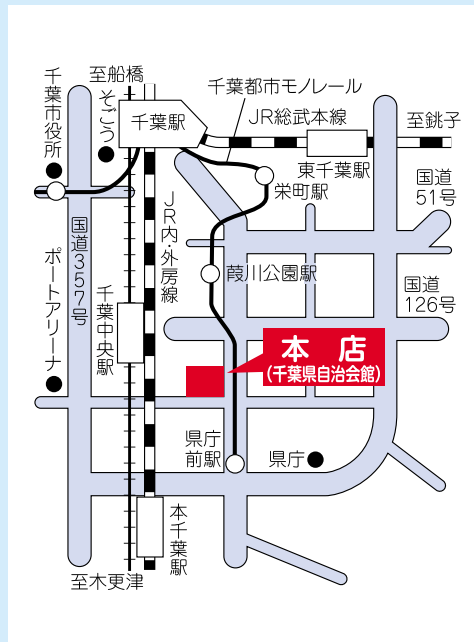 至船橋
千葉市役所
そごう
千葉駅
千葉都市モノレール
JR総武本線
至銚子
東千葉駅
栄町駅
国道
51号
JR内・外房線
国道357号
葭川公園駅
ポートアリーナ
千葉中央駅
国道
126号
本店
(千葉県自治会館)
県庁
前駅
県庁
本千葉駅
至木更津